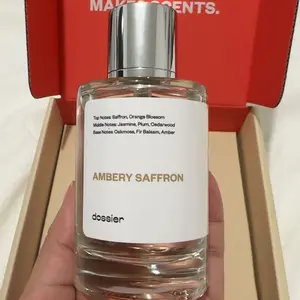 MAKE SCENTS.
Top Notes: Saffron, Orange Blossom
Middle Notes: Jasmine, Plum, Cedarwood
Base Notes: Oakmoss, Fir Balsam, Amber
AMBERY SAFFRON
dossier